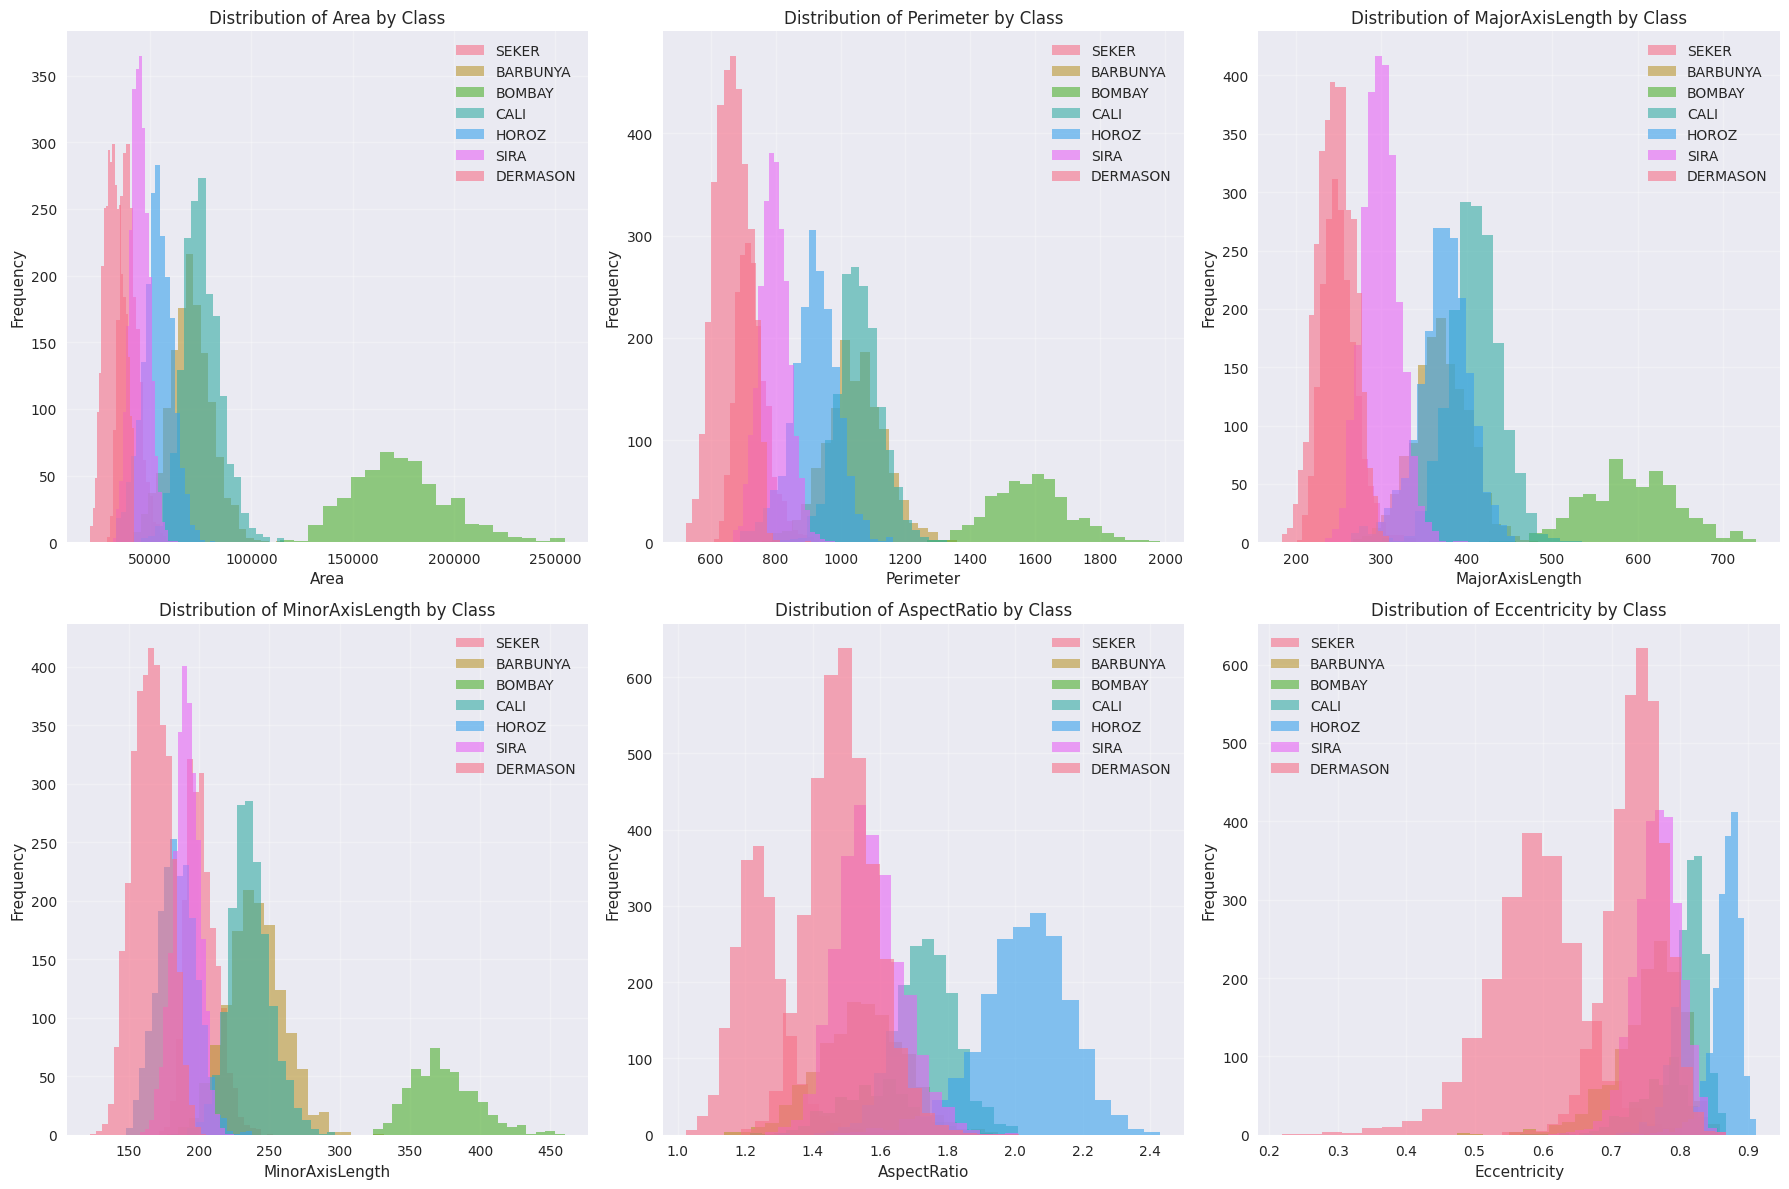 Distribution of Area by Class
Frequency
350
300
250
200
150
100
50
0
SEKER
BARBUNYA
BOMBAY
CALI
HOROZ
SIRA
DERMASON
50000 100000 150000 200000 250000
Area
Distribution of Perimeter by Class
Frequency
400
300
200
100
0
SEKER
BARBUNYA
BOMBAY
CALI
HOROZ
SIRA
DERMASON
600 800 1000 1200 1400 1600 1800 2000
Perimeter
Distribution of MajorAxisLength by Class
Frequency
400
350
300
250
200
150
100
50
0
SEKER
BARBUNYA
BOMBAY
CALI
HOROZ
SIRA
DERMASON
200 300 400 500 600 700
MajorAxisLength
Distribution of MinorAxisLength by Class
Frequency
400
350
300
250
200
150
100
50
0
SEKER
BARBUNYA
BOMBAY
CALI
HOROZ
SIRA
DERMASON
150 200 250 300 350 400 450
MinorAxisLength
Distribution of AspectRatio by Class
Frequency
600
500
400
300
200
100
0
SEKER
BARBUNYA
BOMBAY
CALI
HOROZ
SIRA
DERMASON
1.0 1.2 1.4 1.6 1.8 2.0 2.2 2.4
AspectRatio
Distribution of Eccentricity by Class
Frequency
600
500
400
300
200
100
0
SEKER
BARBUNYA
BOMBAY
CALI
HOROZ
SIRA
DERMASON
0.2 0.3 0.4 0.5 0.6 0.7 0.8 0.9
Eccentricity